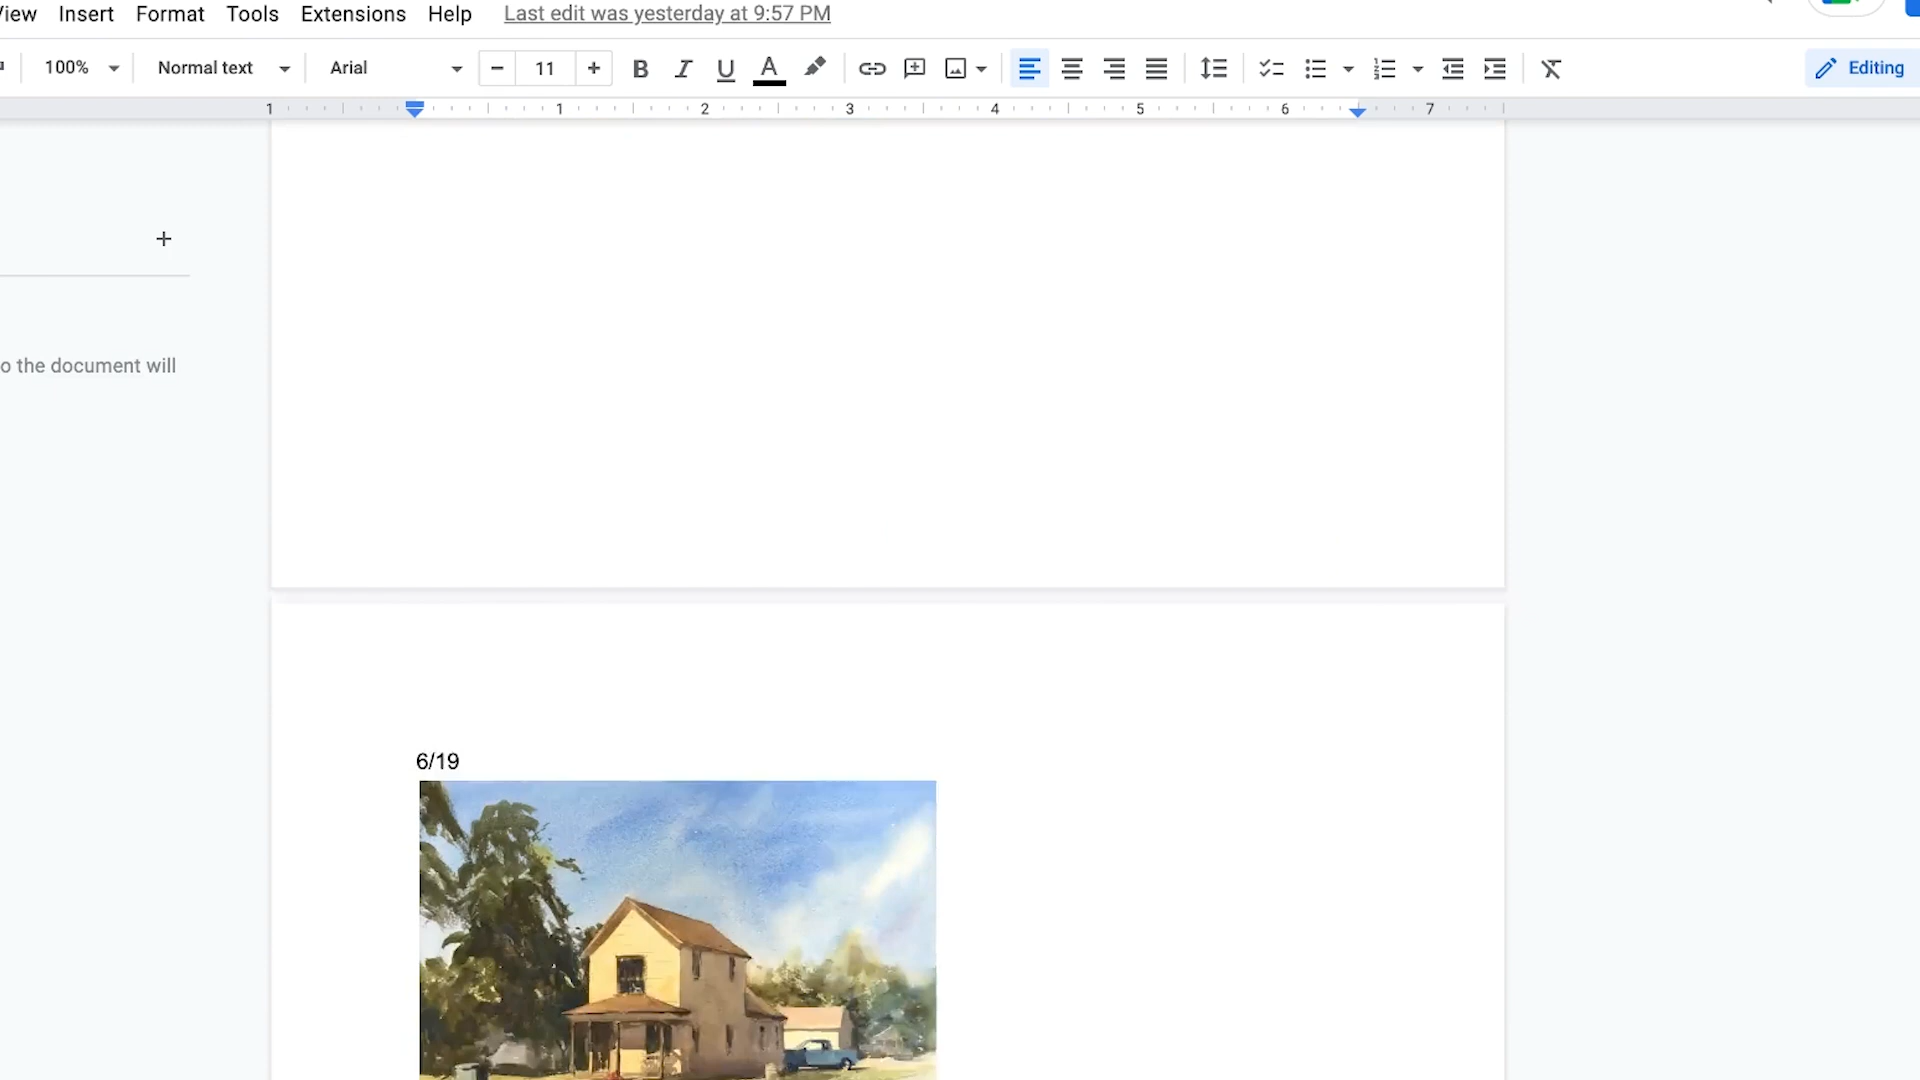 View Insert Format Tools Extensions Help Last edit was yesterday at 9:57 PM
100% Normal text Arial 11 B I U A Editing
1 1 2 3 4 5 6 7
o the document will
6/19